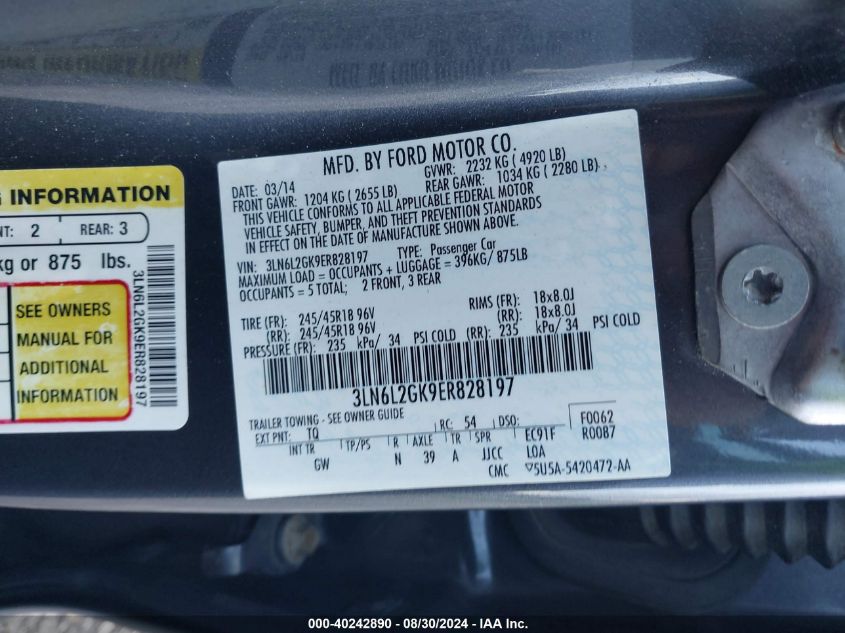 MFD. BY FORD MOTOR CO.
DATE: 03/14 GVWR: 2232 KG ( 4920 LB)
FRONT GAWR: 1204 KG ( 2655 LB) REAR GAWR: 1034 KG ( 2280 LB)
THIS VEHICLE CONFORMS TO ALL APPLICABLE FEDERAL MOTOR
VEHICLE SAFETY, BUMPER, AND THEFT PREVENTION STANDARDS
IN EFFECT ON THE DATE OF MANUFACTURE SHOWN ABOVE.
VIN: 3LN6L2GK9ER828197 TYPE: Passenger Car
MAXIMUM LOAD = OCCUPANTS + LUGGAGE = 396KG/ 875LB
OCCUPANTS = 5 TOTAL; 2 FRONT, 3 REAR
TIRE (FR): 245/45R18 96V RIMS (FR): 18x8.0J
(RR): 245/45R18 96V (RR): 18x8.0J
PRESSURE (FR): 235 kPa/ 34 PSI COLD (RR): 235 kPa/ 34 PSI COLD
3LN6L2GK9ER828197
TRAILER TOWING - SEE OWNER GUIDE
EXT PNT: TQ RC: 54 DSO: F0062
INT TR TP/PS R AXLE TR SPR EC91F R0087
GW N 39 A JJCC LOA
CMC ▽5U5A-5420472-AA
G INFORMATION
NT: 2 REAR: 3
kg or 875 lbs.
SEE OWNERS
MANUAL FOR
ADDITIONAL
INFORMATION
3LN6L2GK9ER828197
000-40242890 - 08/30/2024 - IAA Inc.